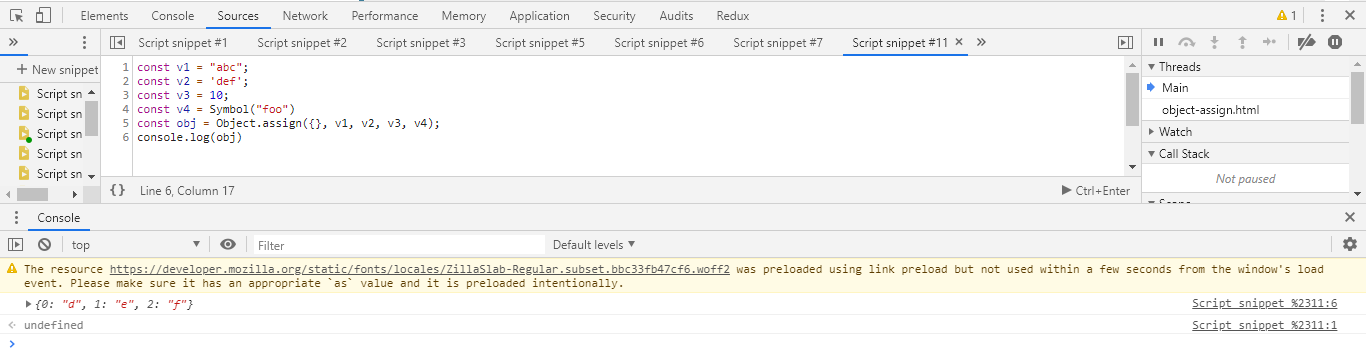 Elements Console Sources Network Performance Memory Application Security Audits Redux 1
» Script snippet #1 Script snippet #2 Script snippet #3 Script snippet #5 Script snippet #6 Script snippet #7 Script snippet #11 × »
+ New snippet
Script sn
Script sn
Script sn
Script sn
Script sn
1 const v1 = "abc";
2 const v2 = 'def';
3 const v3 = 10;
4 const v4 = Symbol("foo")
5 const obj = Object.assign({}, v1, v2, v3, v4);
6 console.log(obj)
{} Line 6, Column 17 Ctrl+Enter
Threads
Main
object-assign.html
Watch
Call Stack
Not paused
Scope
Console
top Filter Default levels
The resource https://developer.mozilla.org/static/fonts/locales/ZillaSlab-Regular.subset.bbc33fb47cf6.woff2 was preloaded using link preload but not used within a few seconds from the window's load
event. Please make sure it has an appropriate `as` value and it is preloaded intentionally.
{0: "d", 1: "e", 2: "f"} Script snippet %2311:6
undefined Script snippet %2311:1